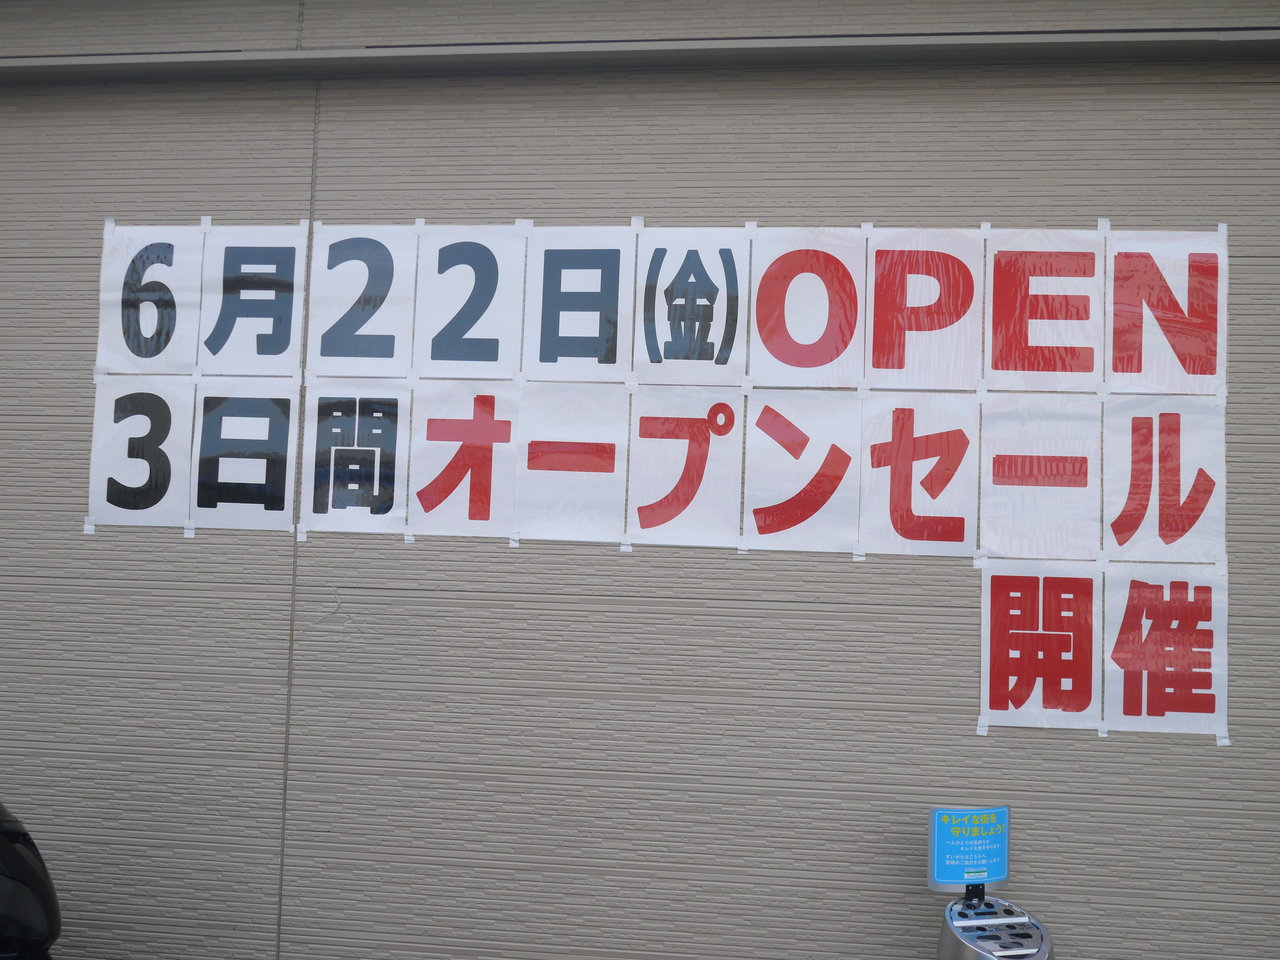 6月22日(金)OPEN
3日間オープンセール
開催
キレイな街を
守りましょう!
FamilyMart